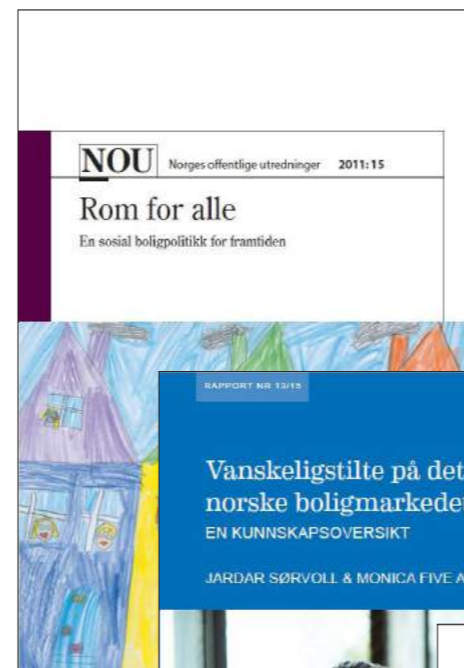 NOU Norges offentlige utredninger 2011:15
Rom for alle
En sosial boligpolitikk for framtiden
RAPPORT NR 13/15
Vanskeligstilte på det
norske boligmarkede
EN KUNNSKAPSOVERSIKT
JARDAR SØRVOLL & MONICA FIVE A